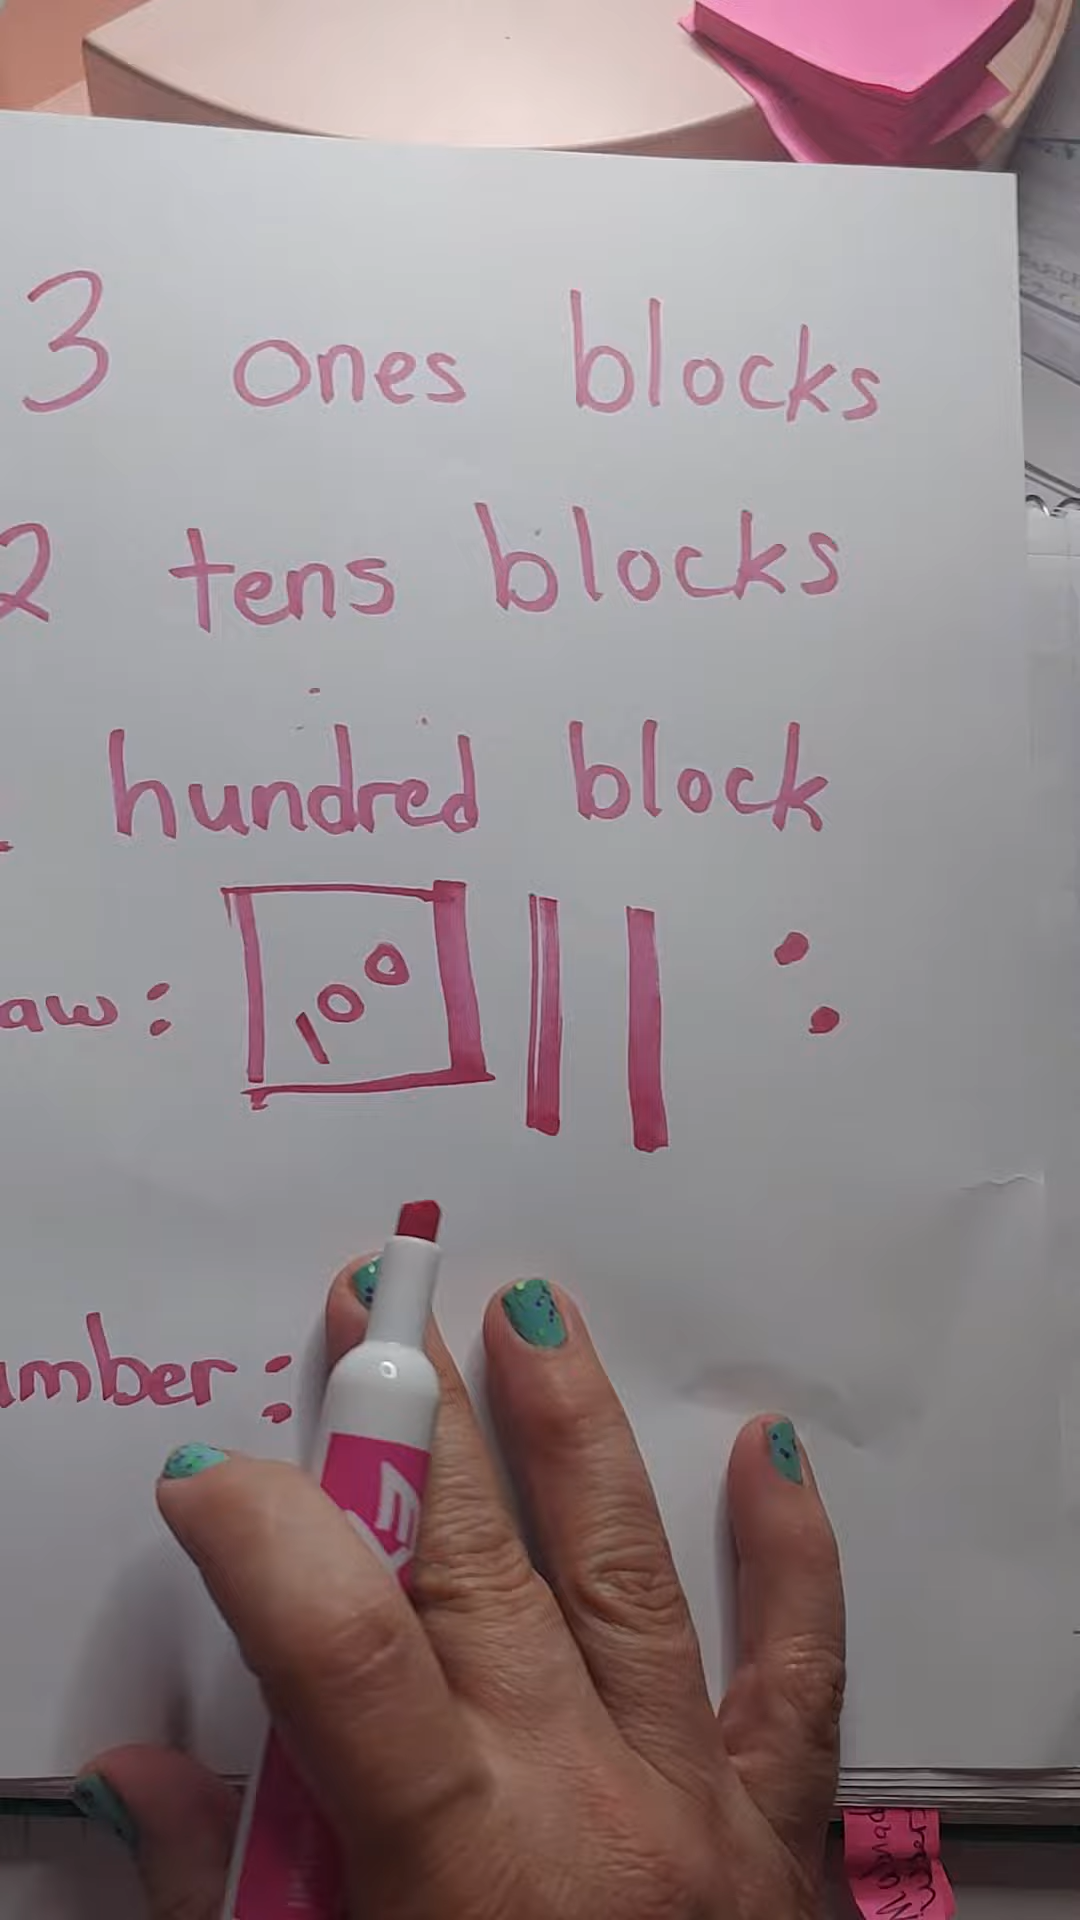 3 ones blocks
2 tens blocks
hundred block
aw:
100
umber: